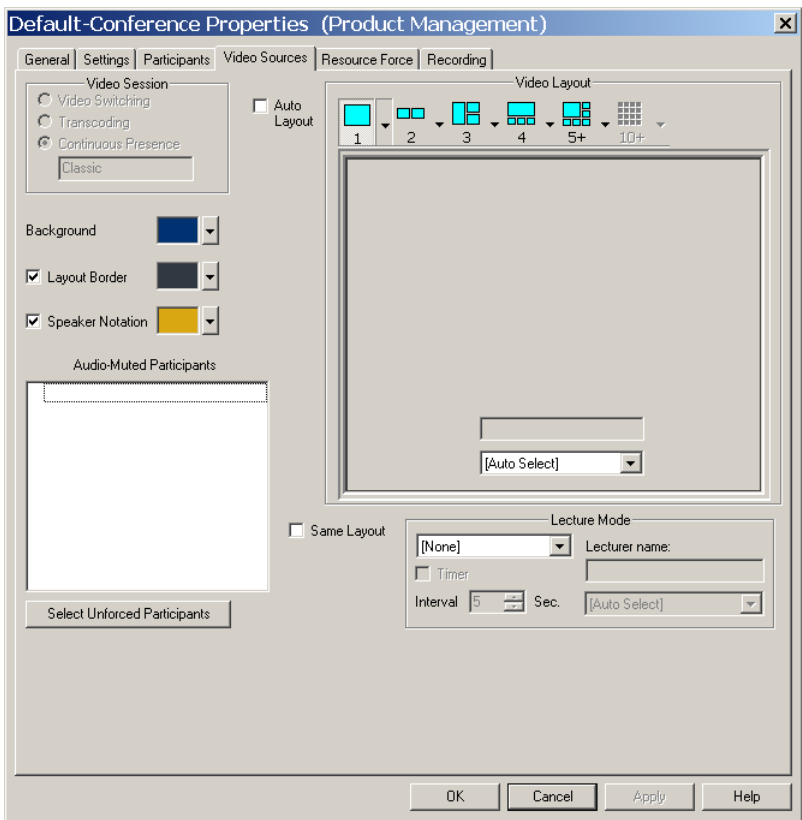 Default-Conference Properties (Product Management)
General Settings Participants Video Sources Resource Force Recording
Video Session
Video Switching
Transcoding
Continuous Presence
Classic
Auto
Layout
Video Layout
1 2 3 4 5+ 10+
Background
Layout Border
Speaker Notation
Audio-Muted Participants
[Auto Select]
Same Layout
Lecture Mode
[None]
Lecturer name:
Timer
Interval 5 Sec.
[Auto Select]
Select Unforced Participants
OK Cancel Apply Help